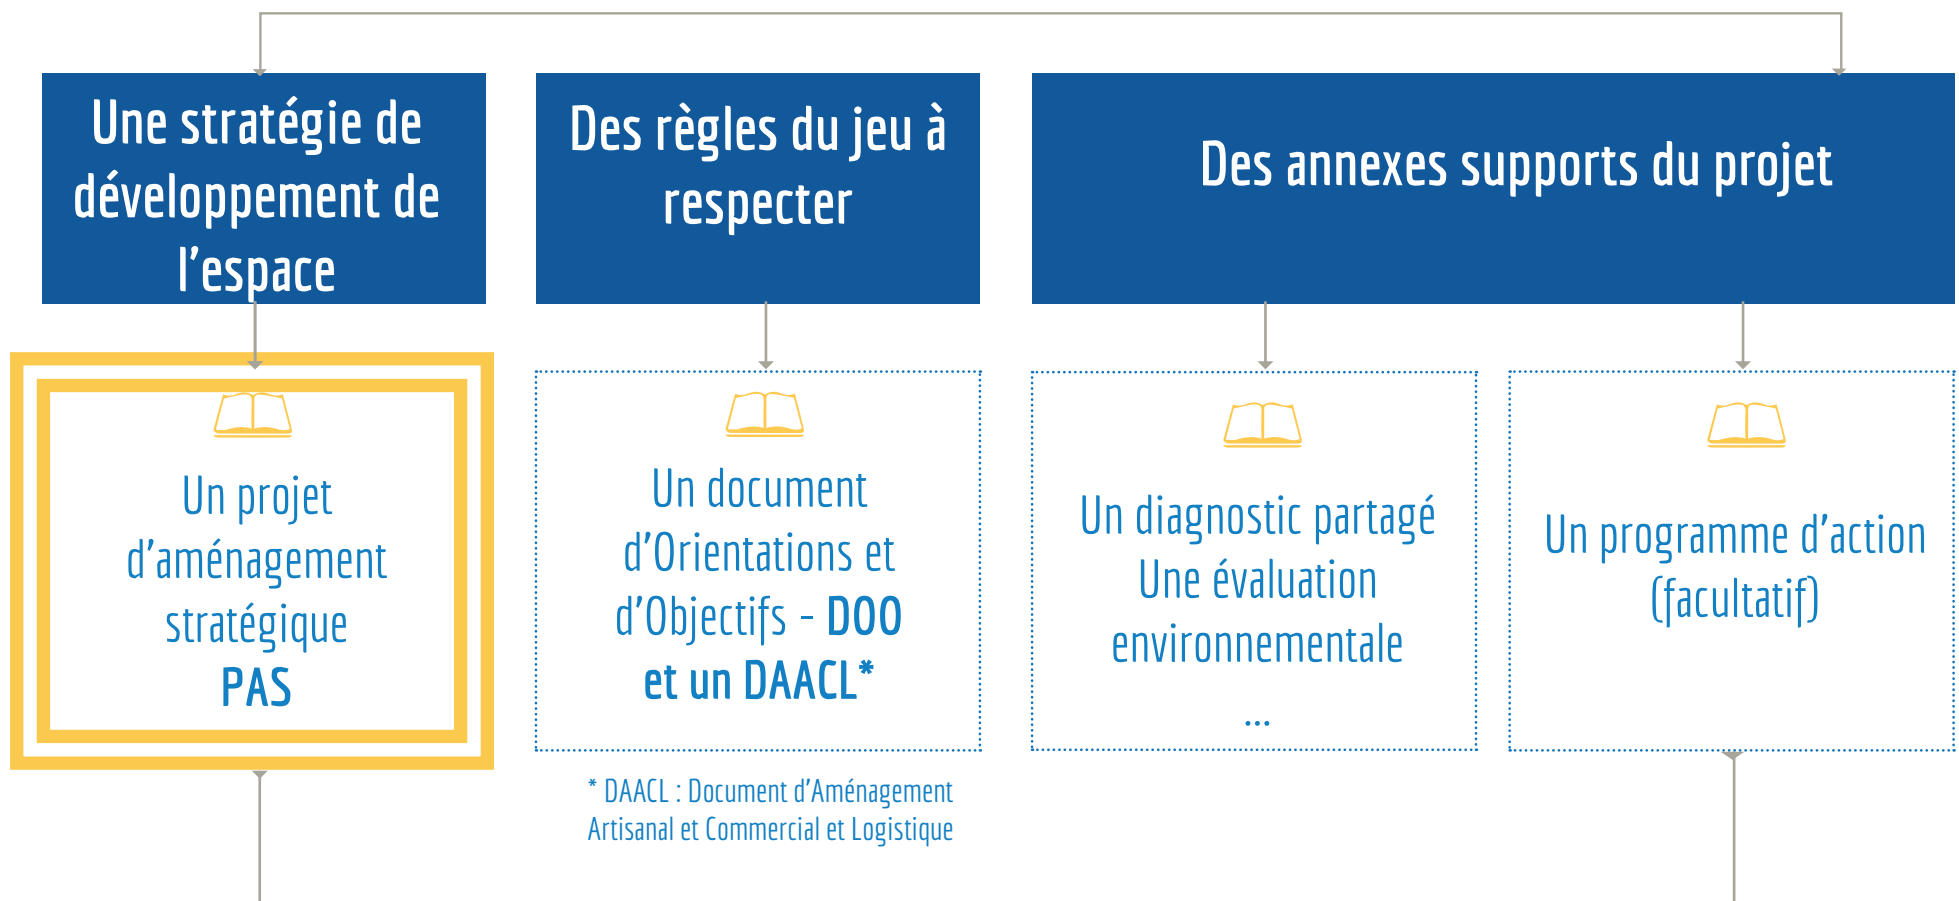 Une stratégie de
développement de
l'espace
Des règles du jeu à
respecter
Des annexes supports du projet
Un projet
d'aménagement
stratégique
PAS
Un document
d'Orientations et
d'Objectifs - DOO
et un DAACL*
Un diagnostic partagé
Une évaluation
environnementale
...
Un programme d'action
(facultatif)
* DAACL : Document d'Aménagement
Artisanal et Commercial et Logistique